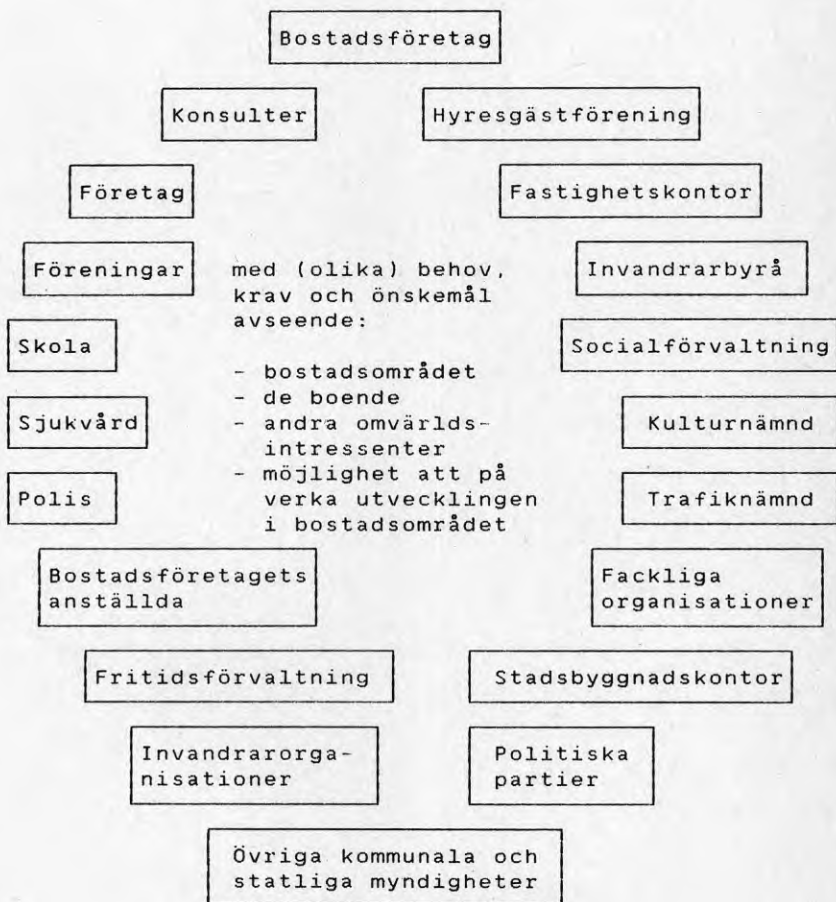 Bostadsföretag
Konsulter
Hyresgästförening
Företag
Fastighetskontor
Föreningar
med (olika) behov,
krav och önskemål
avseende:
Invandrarbyrå
Skola
Socialförvaltning
- bostadsområdet
- de boende
- andra omvärlds-
intressenter
- möjlighet att på
verka utvecklingen
i bostadsområdet
Sjukvård
Kulturnämnd
Polis
Trafiknämnd
Bostadsföretagets
anställda
Fackliga
organisationer
Fritidsförvaltning
Stadsbyggnadskontor
Invandrarorga-
nisationer
Politiska
partier
Övriga kommunala och
statliga myndigheter